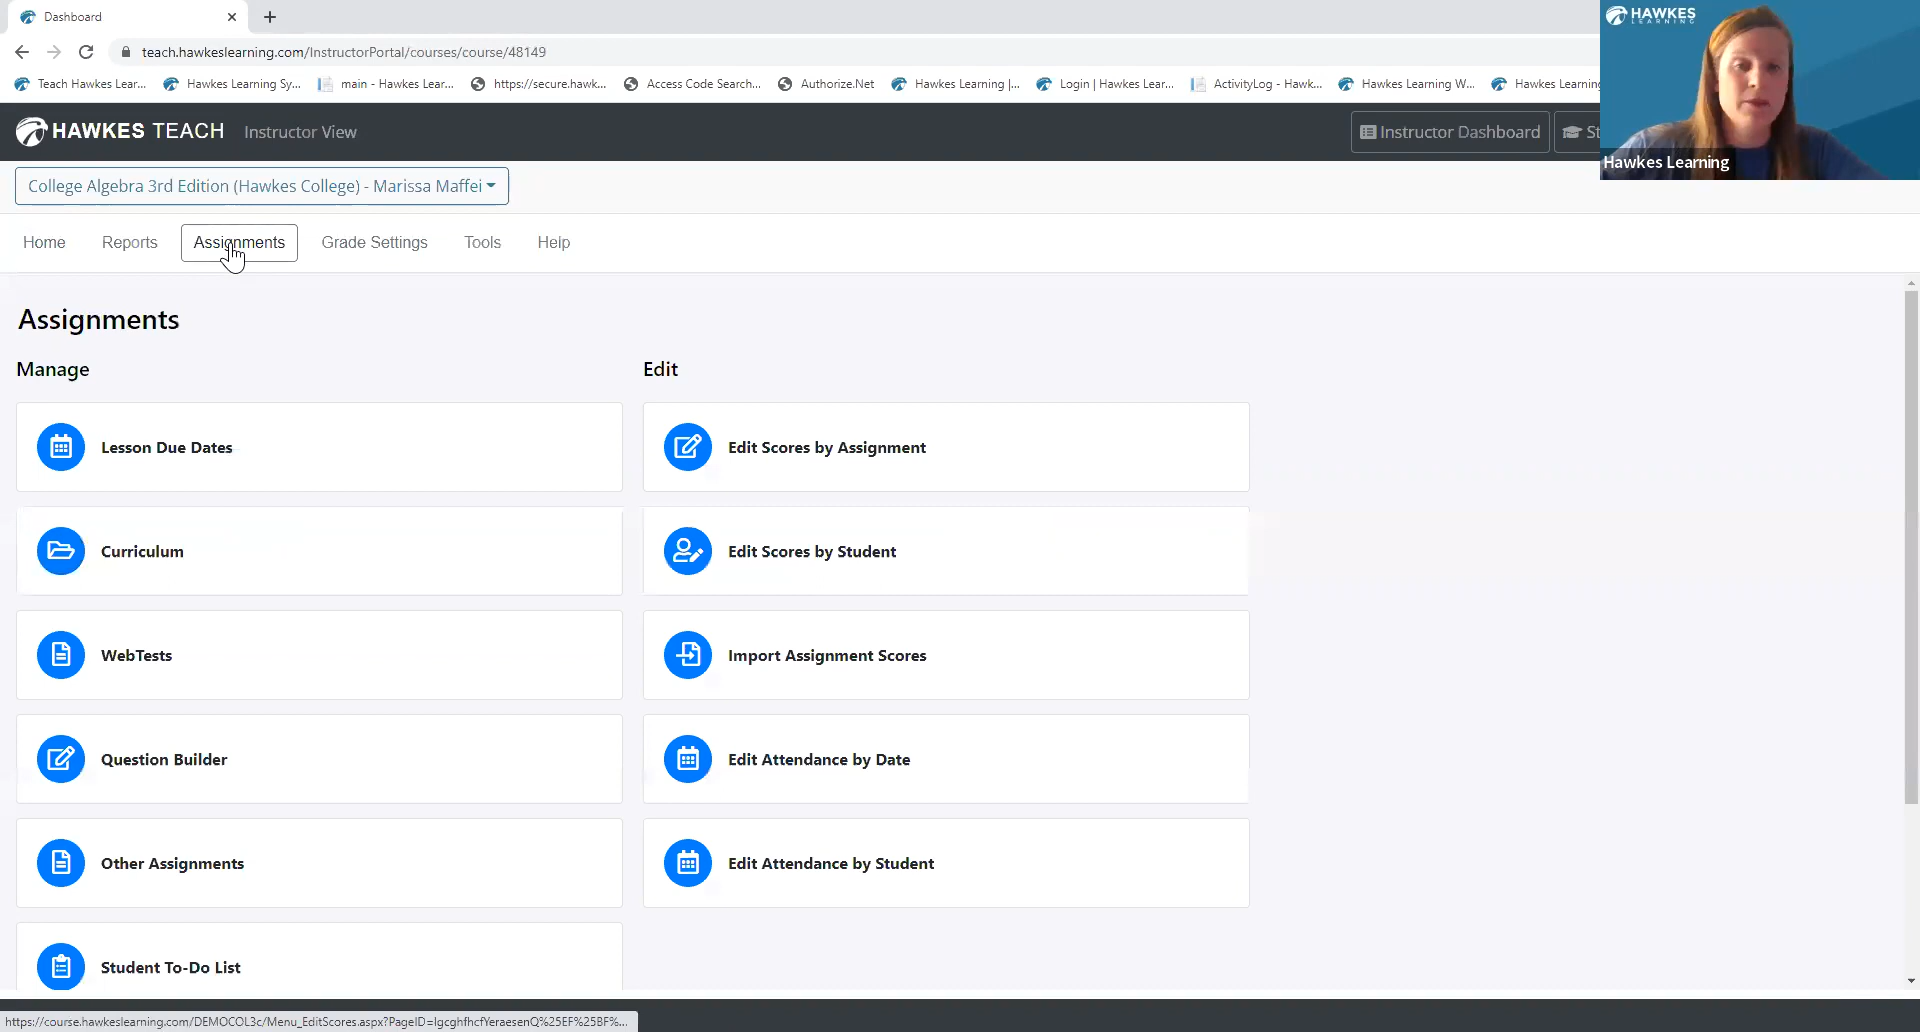 Dashboard
teach.hawkeslearning.com/InstructorPortal/courses/course/48149
Teach Hawkes Lear... Hawkes Learning Sy... main - Hawkes Lear... https://secure.hawk... Access Code Search... Authorize.Net Hawkes Learning |... Login | Hawkes Lear... ActivityLog - Hawk... Hawkes Learning W... Hawkes Learning
HAWKES LEARNING
Hawkes Learning
HAWKES TEACH Instructor View Instructor Dashboard St
College Algebra 3rd Edition (Hawkes College) - Marissa Maffei
Home Reports Assignments Grade Settings Tools Help
Assignments
Manage
Lesson Due Dates
Curriculum
WebTests
Question Builder
Other Assignments
Student To-Do List
Edit
Edit Scores by Assignment
Edit Scores by Student
Import Assignment Scores
Edit Attendance by Date
Edit Attendance by Student
https://course.hawkeslearning.com/DEMOCOL3c/Menu_EditScores.aspx?PageID=lgcghfhcfYeraesenQ%25EF%25BF%...